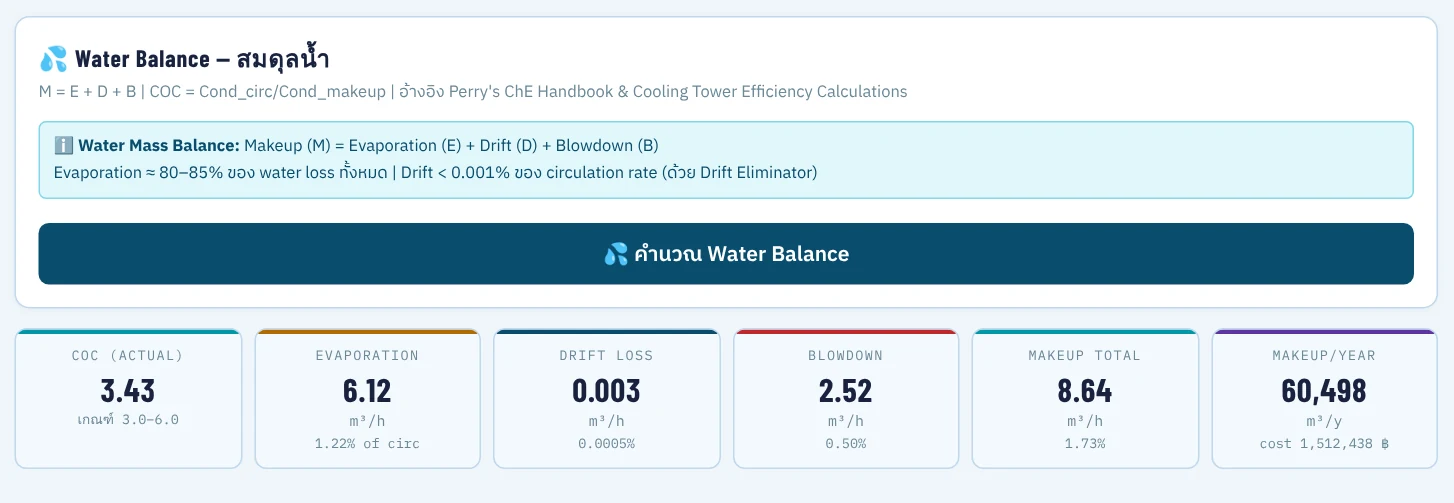 💦 Water Balance – สมดุลน้ำ
M = E + D + B | COC = Cond_circ/Cond_makeup | อ้างอิง Perry's ChE Handbook & Cooling Tower Efficiency Calculations
ℹ️ Water Mass Balance: Makeup (M) = Evaporation (E) + Drift (D) + Blowdown (B)
Evaporation ≈ 80–85% ของ water loss ทั้งหมด | Drift < 0.001% ของ circulation rate (ด้วย Drift Eliminator)
💦 คำนวณ Water Balance
COC (ACTUAL)
3.43
เกณฑ์ 3.0–6.0
EVAPORATION
6.12
m³/h
1.22% of circ
DRIFT LOSS
0.003
m³/h
0.0005%
BLOWDOWN
2.52
m³/h
0.50%
MAKEUP TOTAL
8.64
m³/h
1.73%
MAKEUP/YEAR
60,498
m³/y
cost 1,512,438 ฿